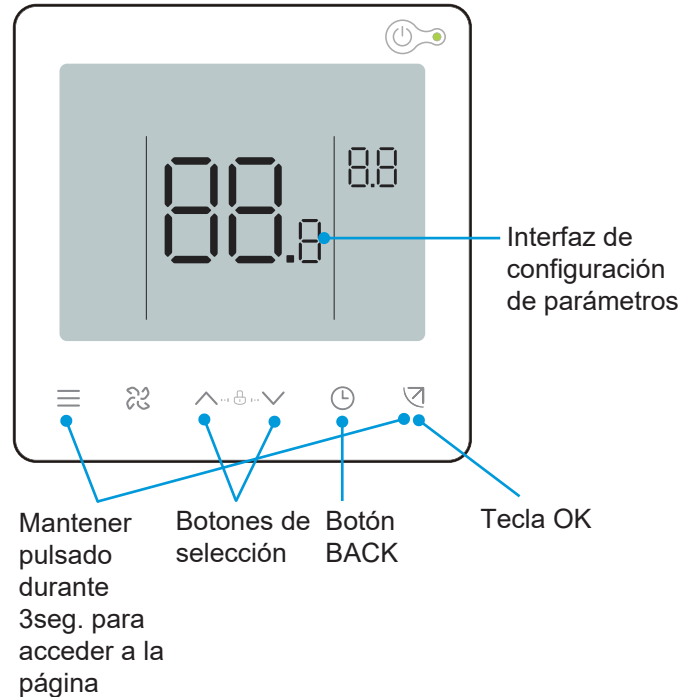 88.8
8.8
Interfaz de
configuración
de parámetros
Mantener
pulsado
durante
3seg. para
acceder a la
página
Botones de
selección
Botón
BACK
Tecla OK